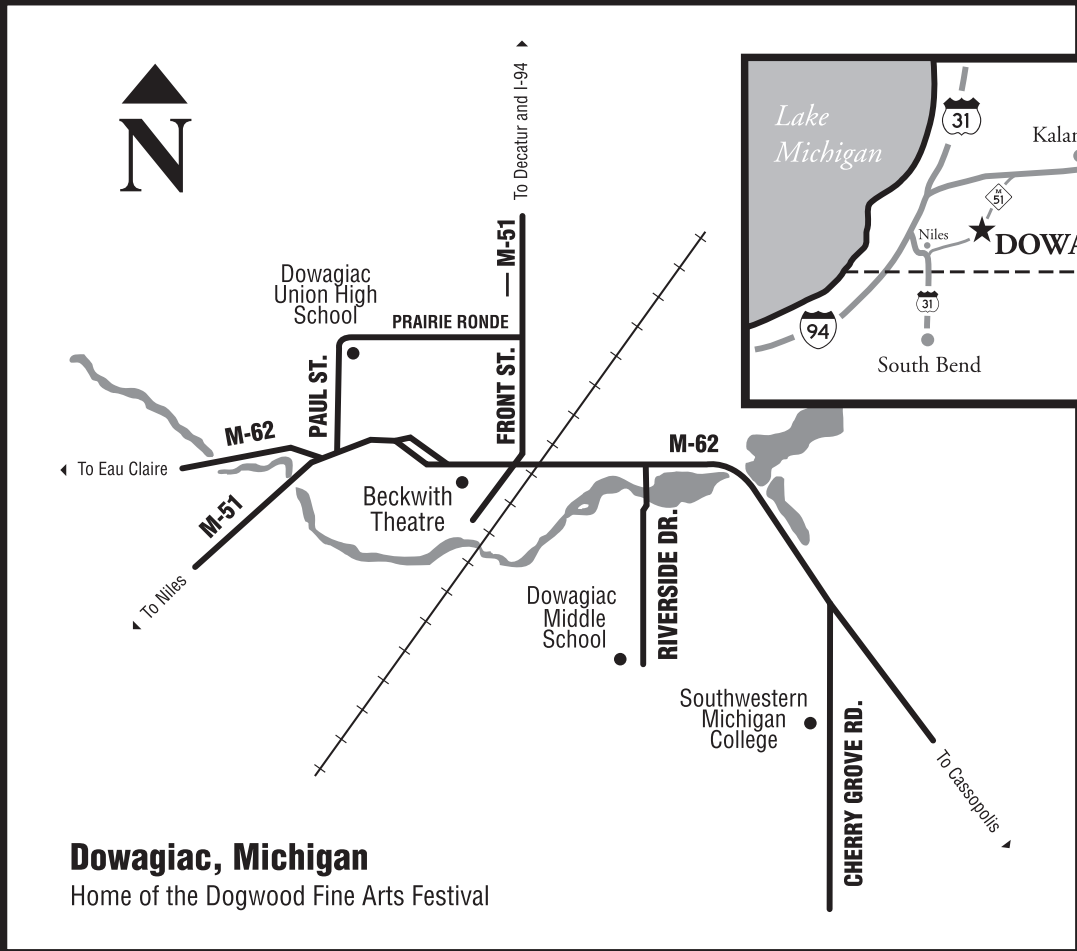 N
To Decatur and I-94
Lake
Michigan
31
Kalar
M
51
Niles
DOWA
31
94
South Bend
M-51
Dowagiac
Union High
School
PRAIRIE RONDE
PAUL ST.
FRONT ST.
M-62
To Eau Claire
M-62
M-51
To Niles
Beckwith
Theatre
RIVERSIDE DR.
Dowagiac
Middle
School
Southwestern
Michigan
College
CHERRY GROVE RD.
To Cassopolis
Dowagiac, Michigan
Home of the Dogwood Fine Arts Festival